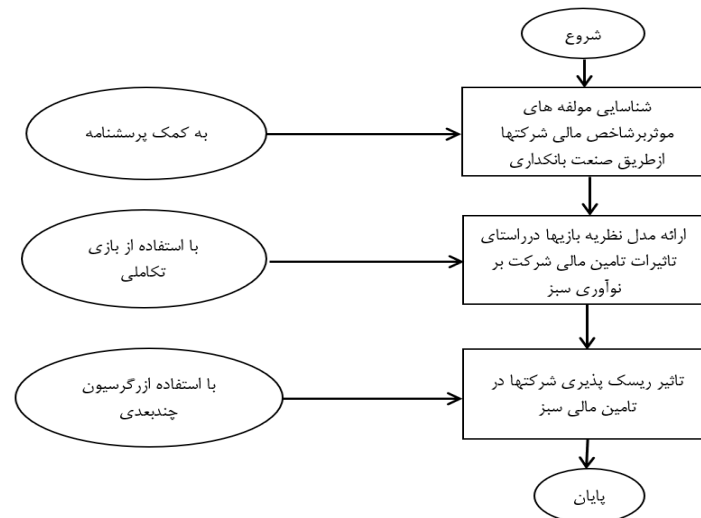 شروع
شناسایی مولفه های
موثربرشاخص مالی شرکتها
ازطریق صنعت بانکداری
به کمک پرسشنامه
ارائه مدل نظریه بازیها درراستای
تاثیرات تامین مالی شرکت بر
نوآوری سبز
با استفاده از بازی
تکاملی
تاثیر ریسک پذیری شرکتها در
تامین مالی سبز
با استفاده ازرگرسیون
چندبعدی
پایان